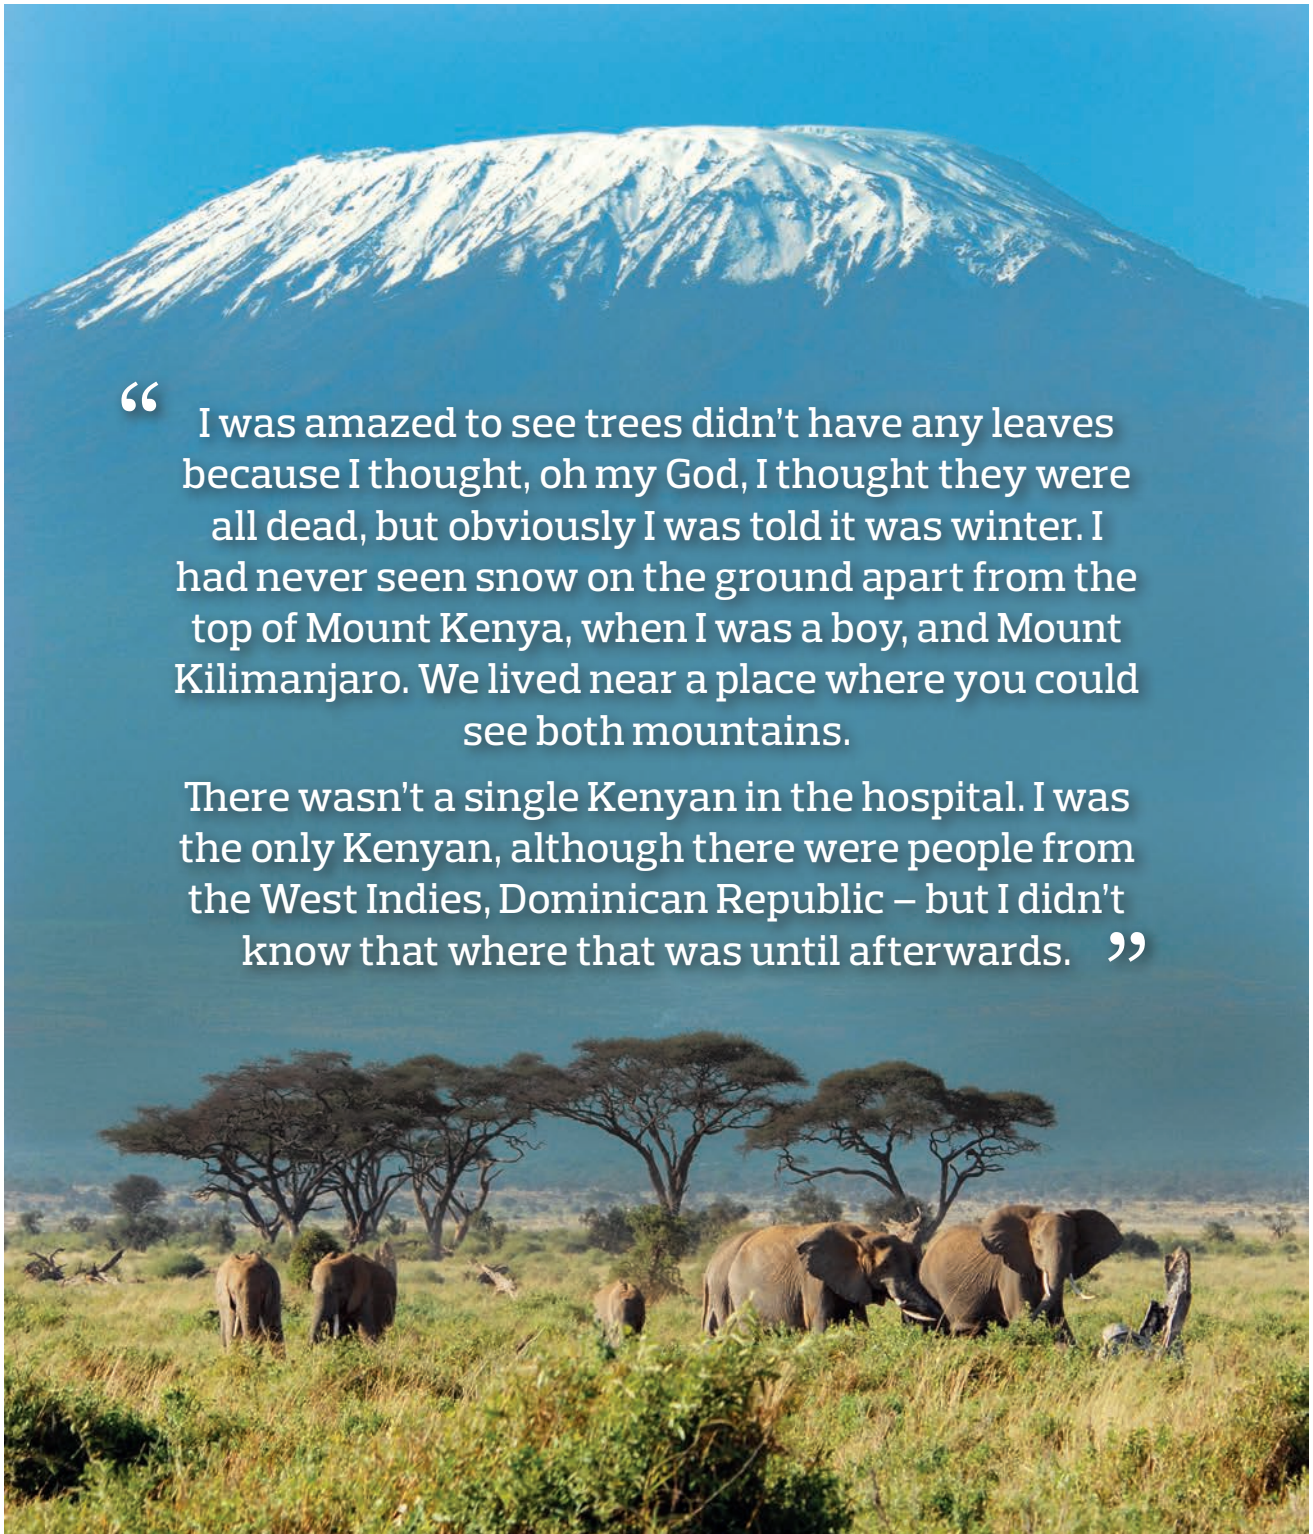 “ I was amazed to see trees didn’t have any leaves
because I thought, oh my God, I thought they were
all dead, but obviously I was told it was winter. I
had never seen snow on the ground apart from the
top of Mount Kenya, when I was a boy, and Mount
Kilimanjaro. We lived near a place where you could
see both mountains.
There wasn’t a single Kenyan in the hospital. I was
the only Kenyan, although there were people from
the West Indies, Dominican Republic – but I didn’t
know that where that was until afterwards. ”